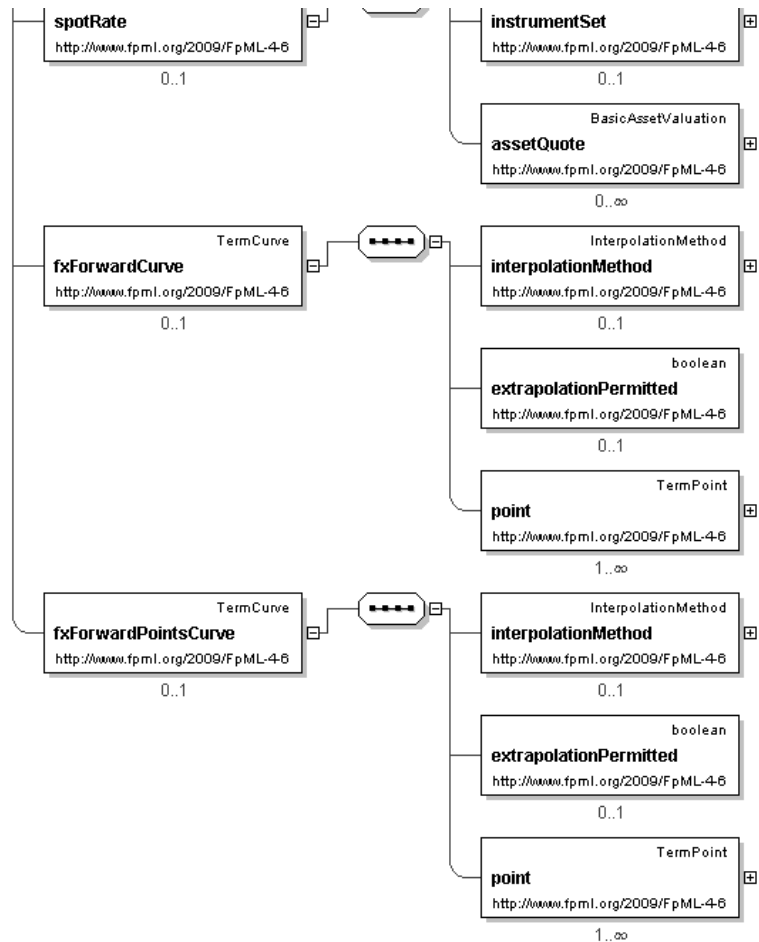 spotRate
http://www.fpml.org/2009/FpML-4-6
0..1
instrumentSet
http://www.fpml.org/2009/FpML-4-6
0..1
BasicAssetValuation
assetQuote
http://www.fpml.org/2009/FpML-4-6
0..∞
TermCurve
fxForwardCurve
http://www.fpml.org/2009/FpML-4-6
0..1
InterpolationMethod
interpolationMethod
http://www.fpml.org/2009/FpML-4-6
0..1
boolean
extrapolationPermitted
http://www.fpml.org/2009/FpML-4-6
0..1
TermPoint
point
http://www.fpml.org/2009/FpML-4-6
1..∞
TermCurve
fxForwardPointsCurve
http://www.fpml.org/2009/FpML-4-6
0..1
InterpolationMethod
interpolationMethod
http://www.fpml.org/2009/FpML-4-6
0..1
boolean
extrapolationPermitted
http://www.fpml.org/2009/FpML-4-6
0..1
TermPoint
point
http://www.fpml.org/2009/FpML-4-6
1..∞